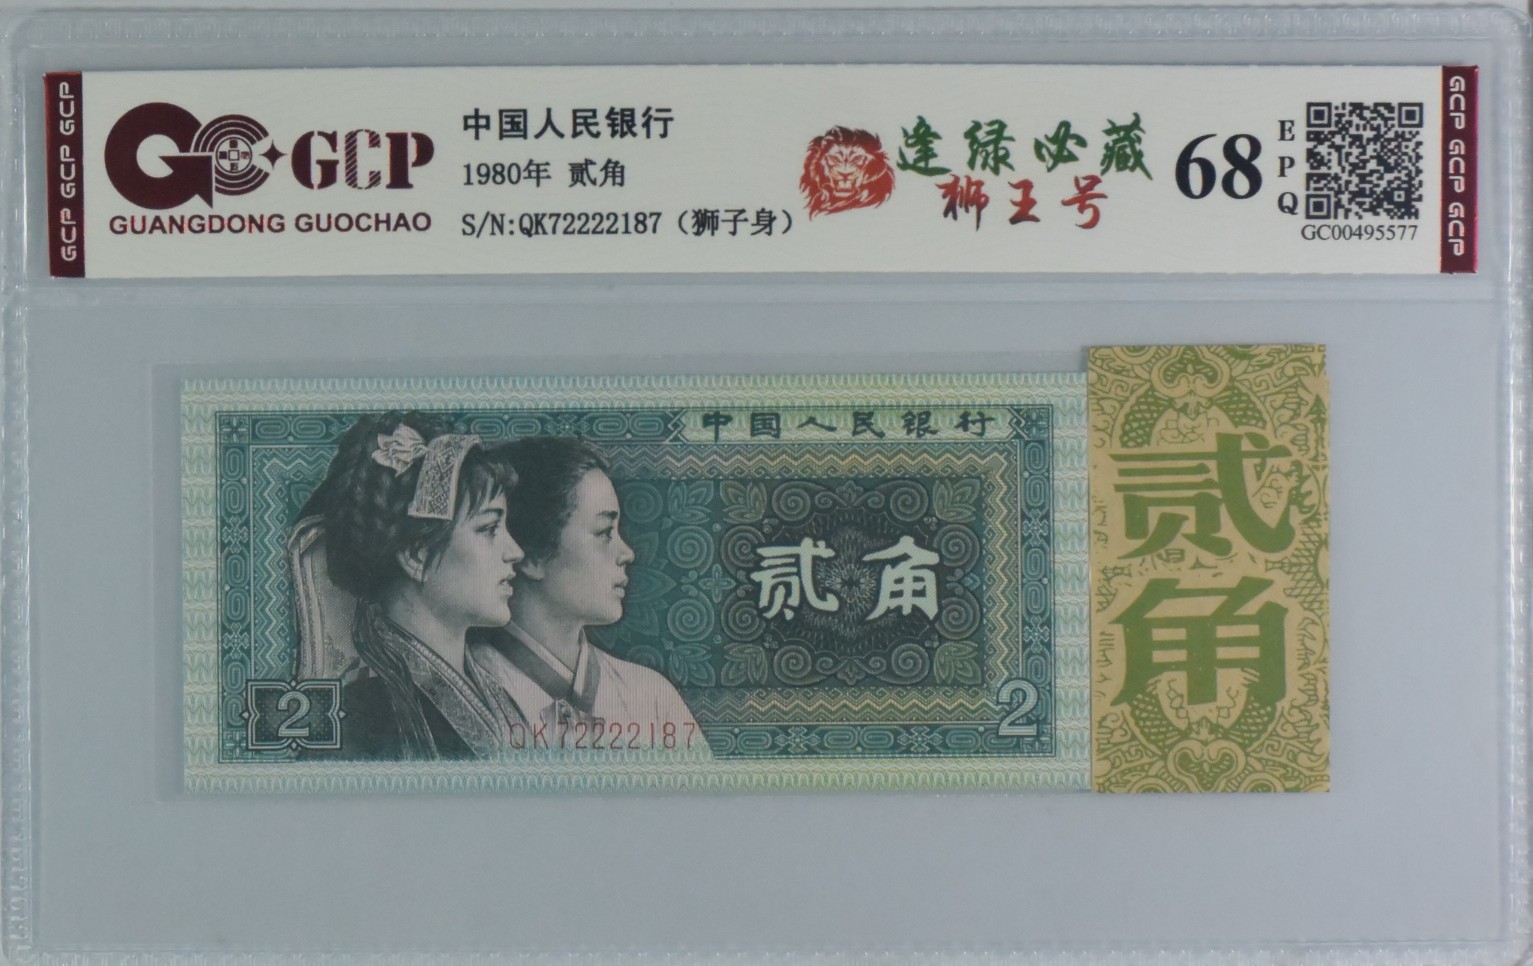 GCP GCP GCP
GCP
GUANGDONG GUOCHAO
中国人民银行
1980年 贰角
S/N:QK72222187（狮子身）
逢绿必藏
狮王号
68
EPQ
GC00495577
GCP GCP GCP
中国人民银行
贰角
2
2
QK72222187
贰角